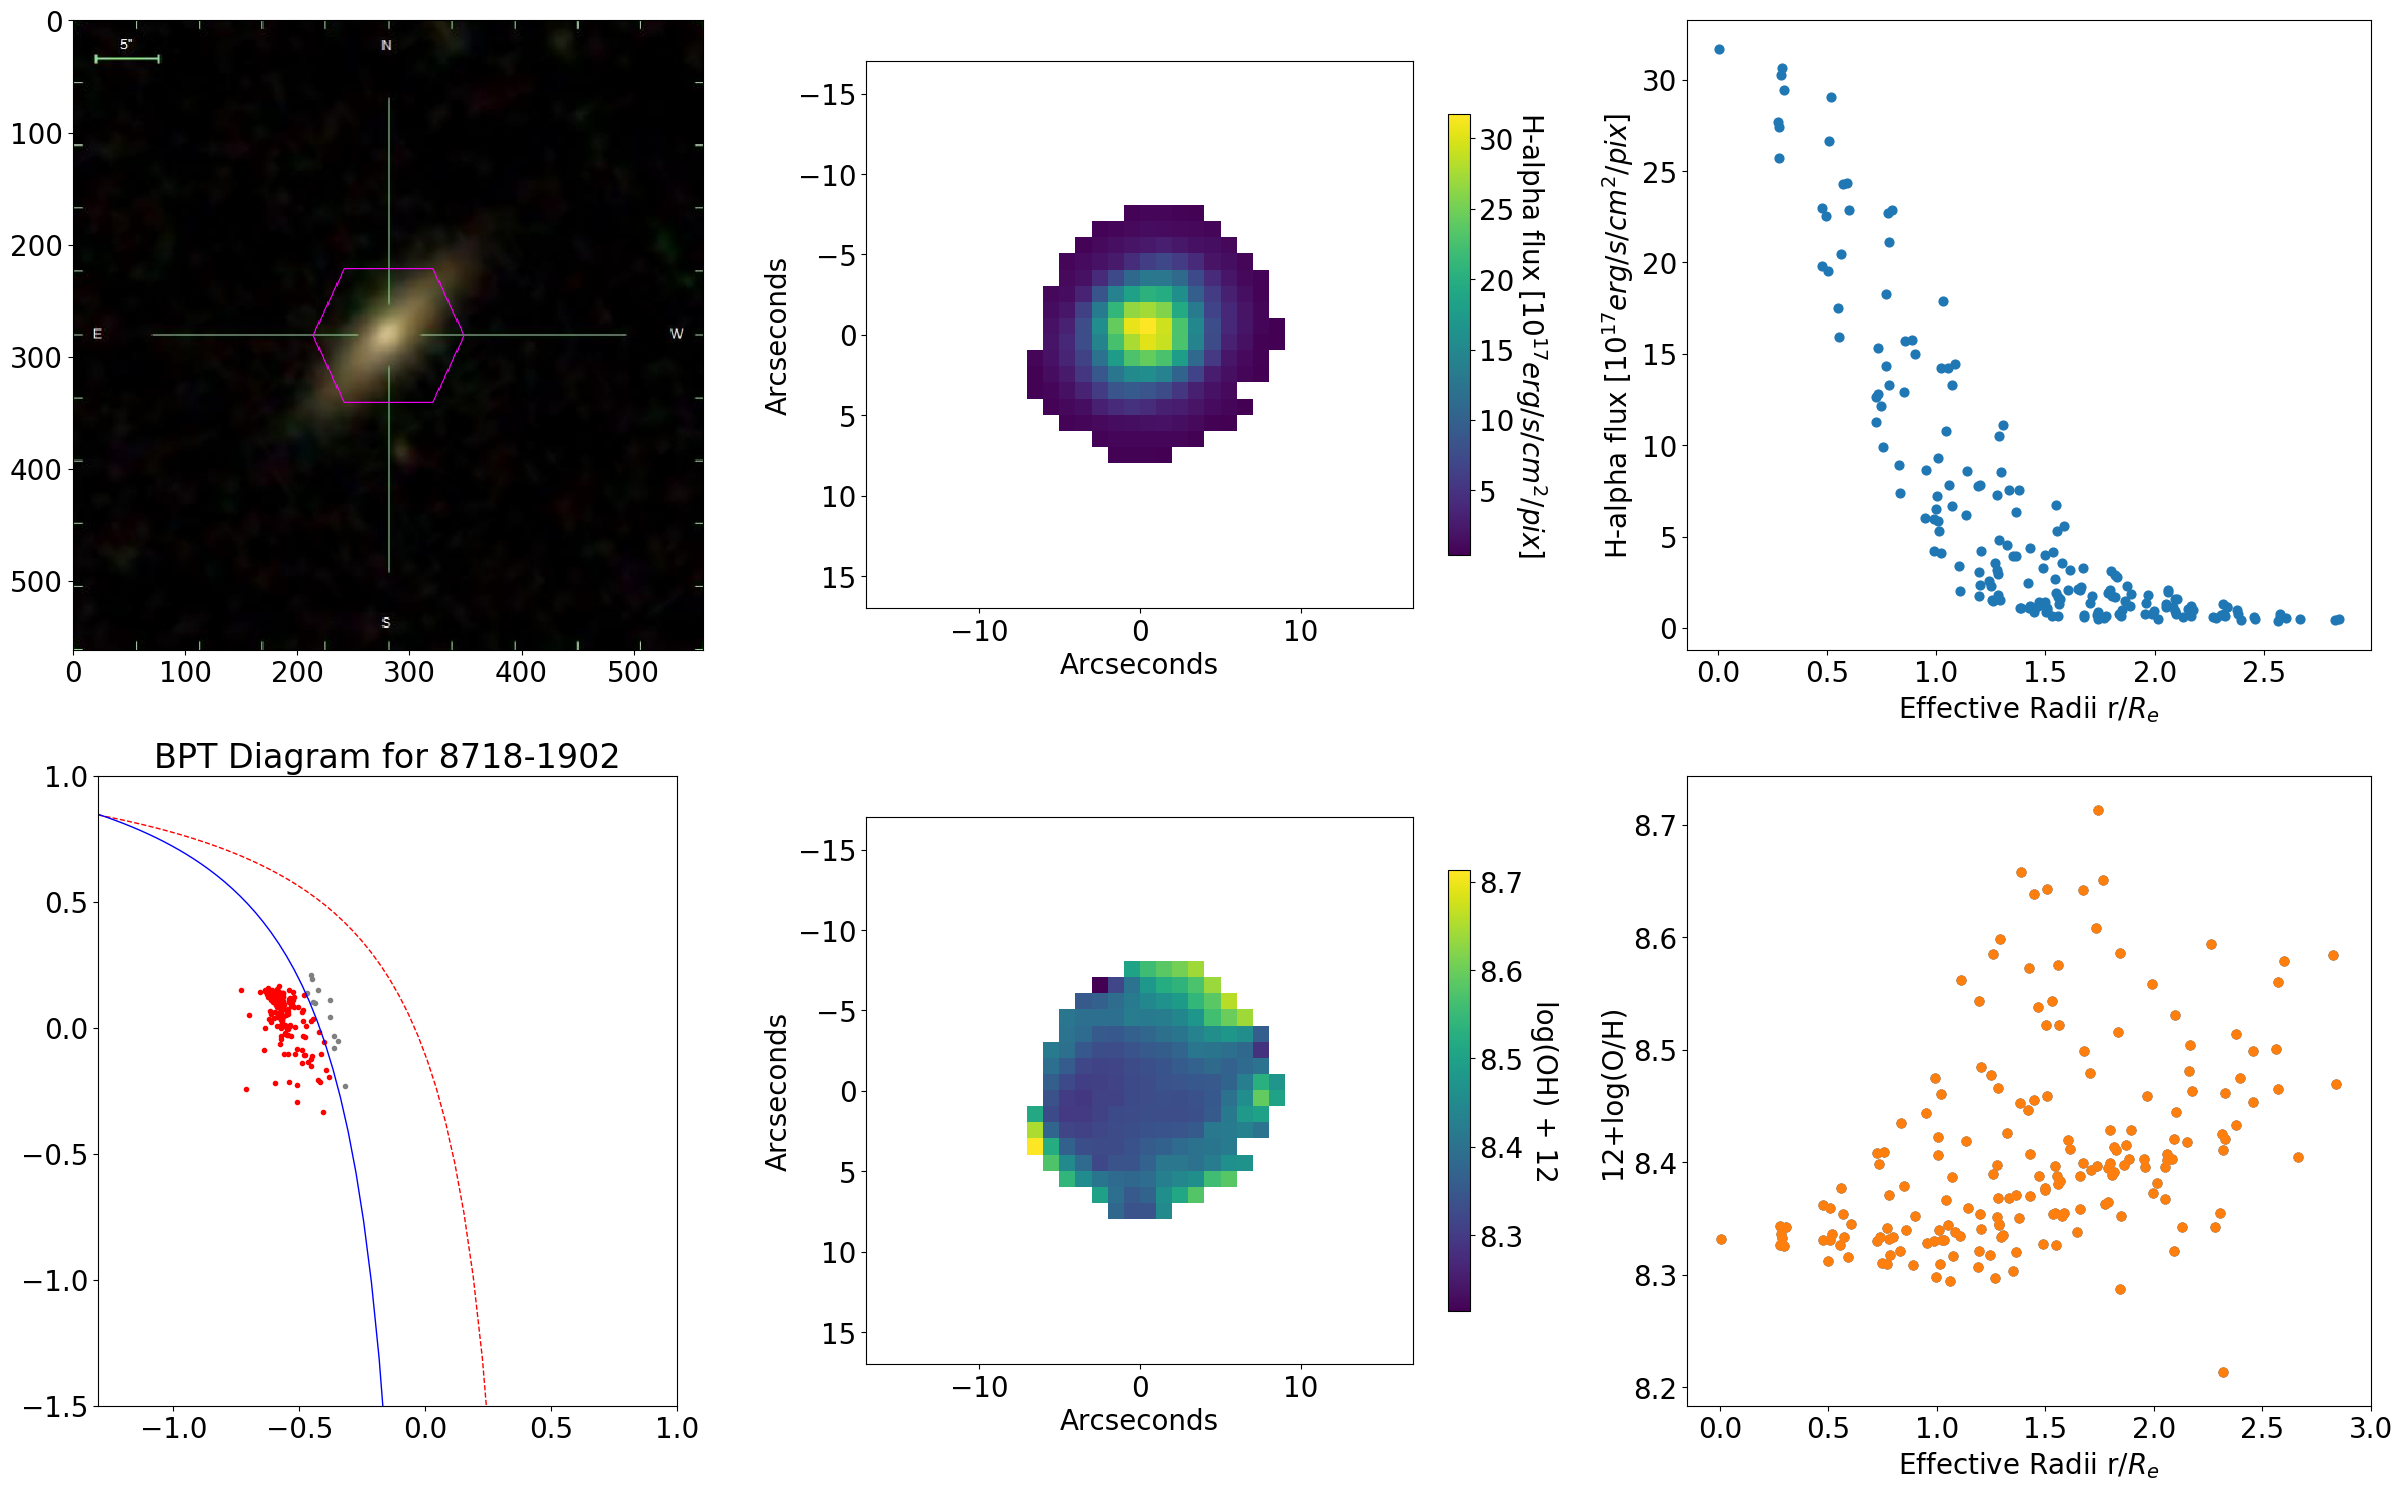 0
100
200
300
400
500
0 100 200 300 400 500
5"
N
E
W
S
−15
−10
−5
0
5
10
15
−10 0 10
Arcseconds
Arcseconds
30
25
20
15
10
5
H-alpha flux [10^17 erg/s/cm^2/pix]
H-alpha flux [10^17 erg/s/cm^2/pix]
30
25
20
15
10
5
0
0.0 0.5 1.0 1.5 2.0 2.5
Effective Radii r/R_e
BPT Diagram for 8718-1902
1.0
0.5
0.0
−0.5
−1.0
−1.5
−1.0 −0.5 0.0 0.5 1.0
−15
−10
−5
0
5
10
15
−10 0 10
Arcseconds
Arcseconds
8.7
8.6
8.5
8.4
8.3
log(OH) + 12
12+log(O/H)
8.7
8.6
8.5
8.4
8.3
8.2
0.0 0.5 1.0 1.5 2.0 2.5 3.0
Effective Radii r/R_e